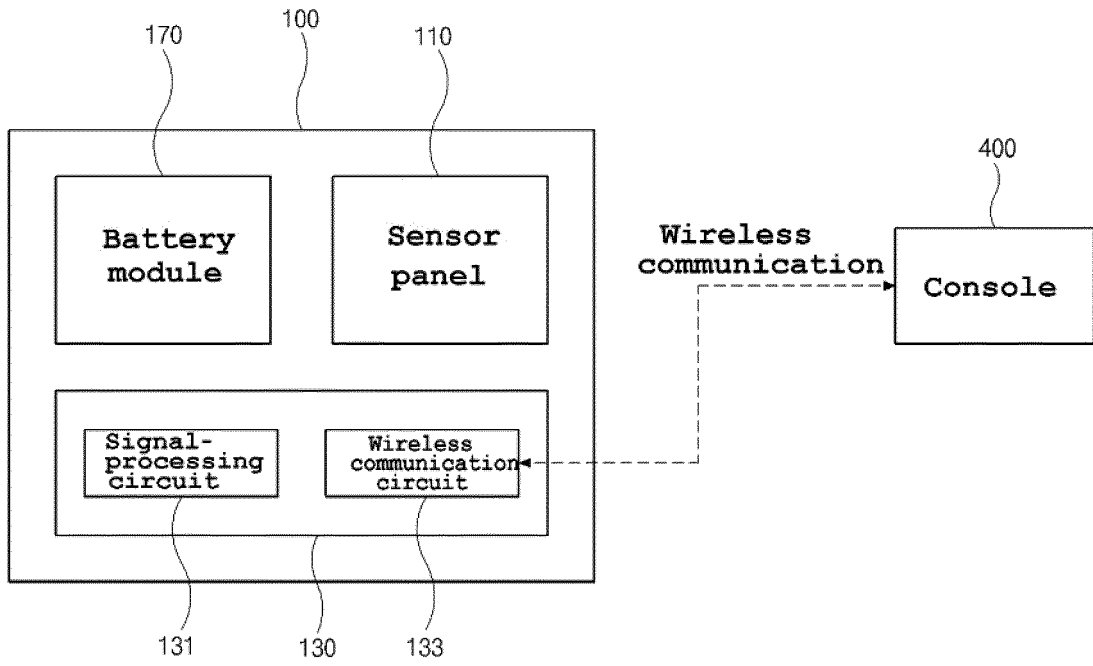 170
100
110
400
Battery
module
Sensor
panel
Wireless
communication
Console
Signal-
processing
circuit
Wireless
communication
circuit
131
130
133